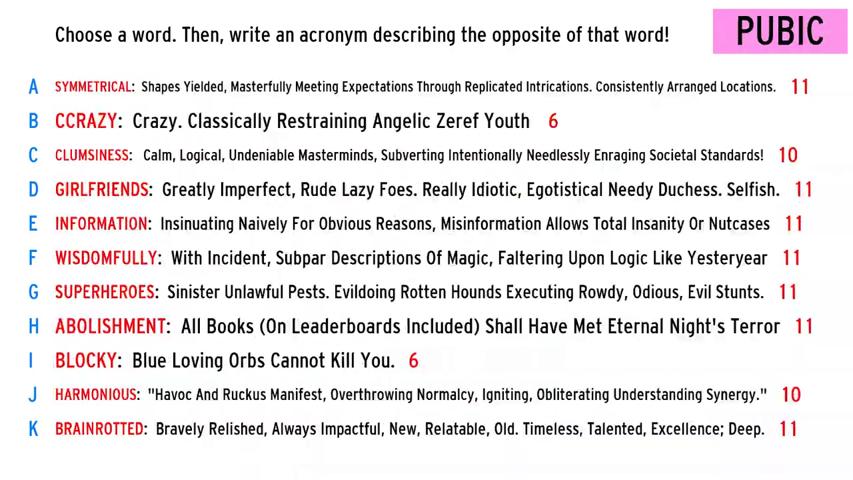 Choose a word. Then, write an acronym describing the opposite of that word!
PUBIC
A SYMMETRICAL: Shapes Yielded, Masterfully Meeting Expectations Through Replicated Intrications. Consistently Arranged Locations. 11
B CCRAZY: Crazy. Classically Restraining Angelic Zeref Youth 6
C CLUMSINESS: Calm, Logical, Undeniable Masterminds, Subverting Intentionally Needlessly Enraging Societal Standards! 10
D GIRLFRIENDS: Greatly Imperfect, Rude Lazy Foes. Really Idiotic, Egotistical Needy Duchess. Selfish. 11
E INFORMATION: Insinuating Naively For Obvious Reasons, Misinformation Allows Total Insanity Or Nutcases 11
F WISDOMFULLY: With Incident, Subpar Descriptions Of Magic, Faltering Upon Logic Like Yesteryear 11
G SUPERHEROES: Sinister Unlawful Pests. Evildoing Rotten Hounds Executing Rowdy, Odious, Evil Stunts. 11
H ABOLISHMENT: All Books (On Leaderboards Included) Shall Have Met Eternal Night's Terror 11
I BLOCKY: Blue Loving Orbs Cannot Kill You. 6
J HARMONIOUS: "Havoc And Ruckus Manifest, Overthrowing Normalcy, Igniting, Obliterating Understanding Synergy." 10
K BRAINROTTED: Bravely Relished, Always Impactful, New, Relatable, Old. Timeless, Talented, Excellence; Deep. 11